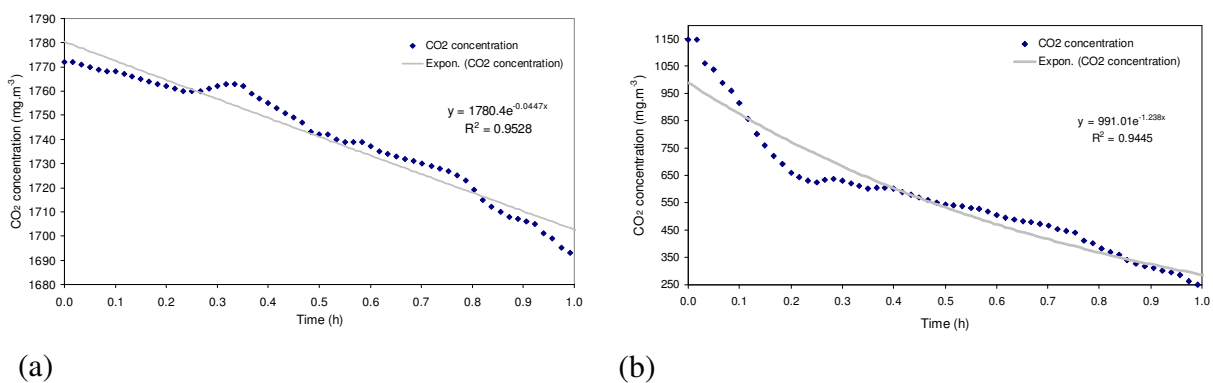 1790
1780
1770
1760
1750
1740
1730
1720
1710
1700
1690
1680
CO2 concentration (mg.m-3)
CO2 concentration
Expon. (CO2 concentration)
y = 1780.4e-0.0447x
R2 = 0.9528
0.0 0.1 0.2 0.3 0.4 0.5 0.6 0.7 0.8 0.9 1.0
Time (h)
(a)
1150
1050
950
850
750
650
550
450
350
250
CO2 concentration (mg.m-3)
CO2 concentration
Expon. (CO2 concentration)
y = 991.01e-1.238x
R2 = 0.9445
0.0 0.1 0.2 0.3 0.4 0.5 0.6 0.7 0.8 0.9 1.0
Time (h)
(b)